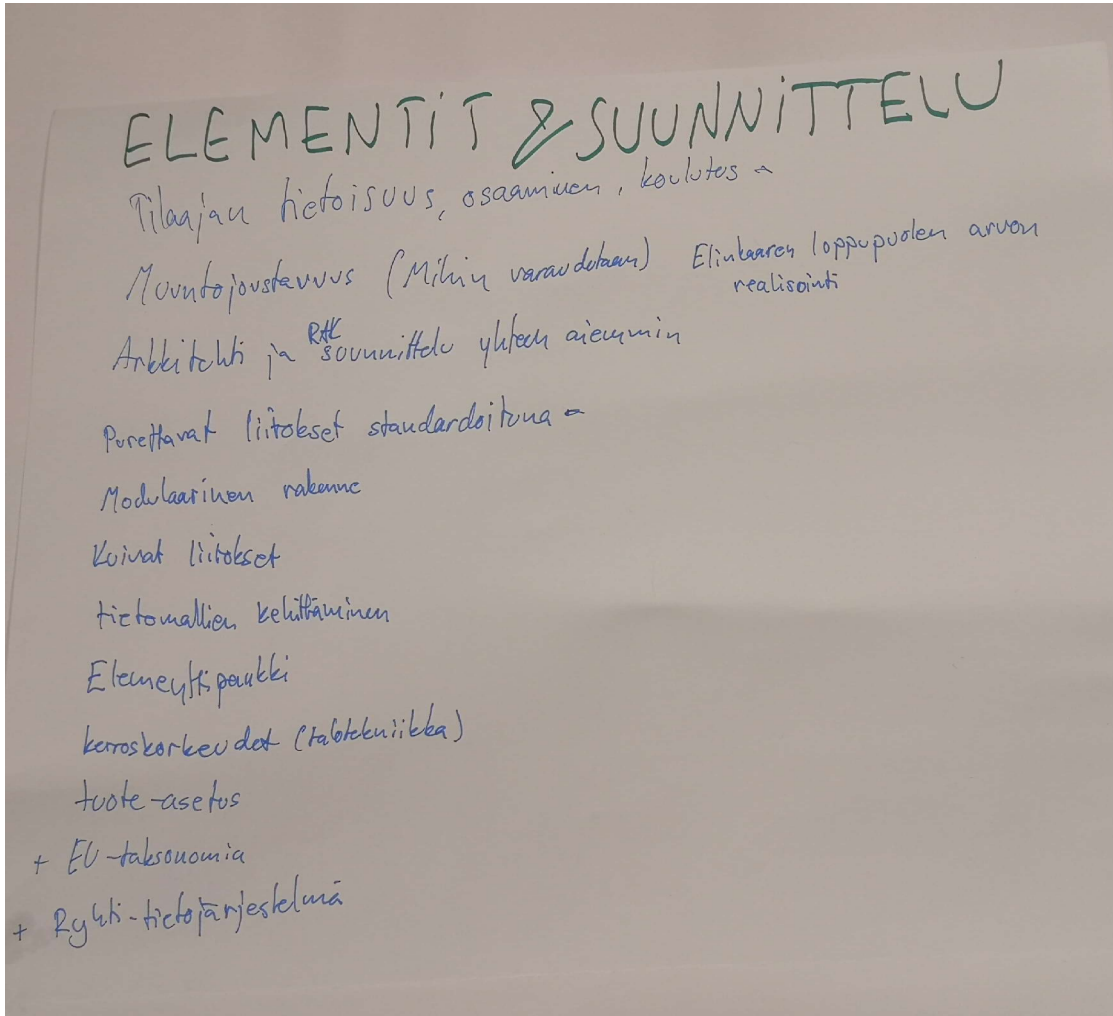 ELEMENTIT & SUUNNITTELU
Tilaajan tietoisuus, osaaminen, koulutus -
Muuntojoustavuus (Mihin varaudutaan) Elinkaaren loppupuolen arvon
realisointi
Arkkitehti ja RAK suunnittelu yhteen aiemmin
Purettavat liitokset standardoituna -
Modulaarinen rakenne
Kuivat liitokset
tietomallien kehittäminen
Elementtipankki
kerroskorkeudet (talotekniikka)
tuote-asetus
+ EU-taksonomia
+ Ryhti-tietojärjestelmä